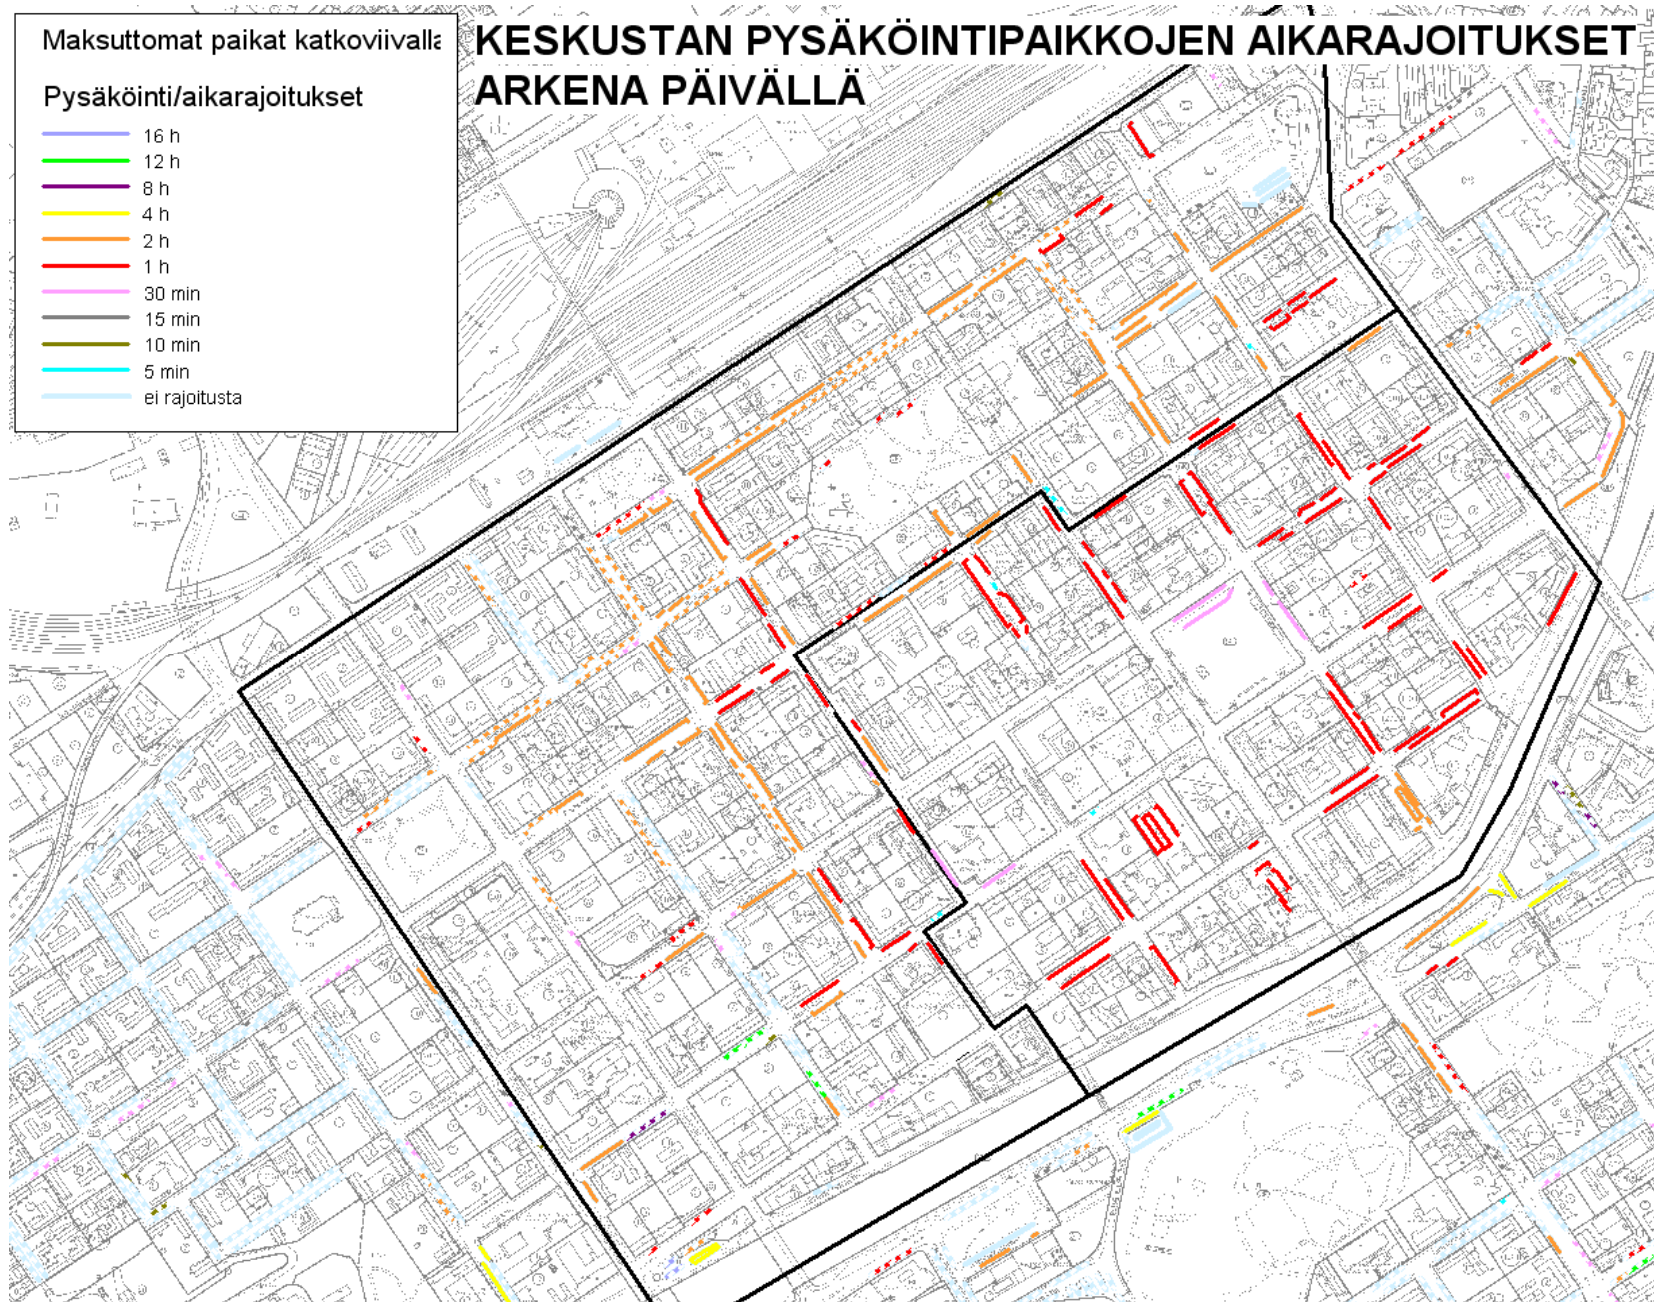 KESKUSTAN PYSÄKÖINTIPAIKKOJEN AIKARAJOITUKSET
ARKENA PÄIVÄLLÄ
Maksuttomat paikat katkoviivalla
Pysäköinti/aikarajoitukset
16 h
12 h
8 h
4 h
2 h
1 h
30 min
15 min
10 min
5 min
ei rajoitusta